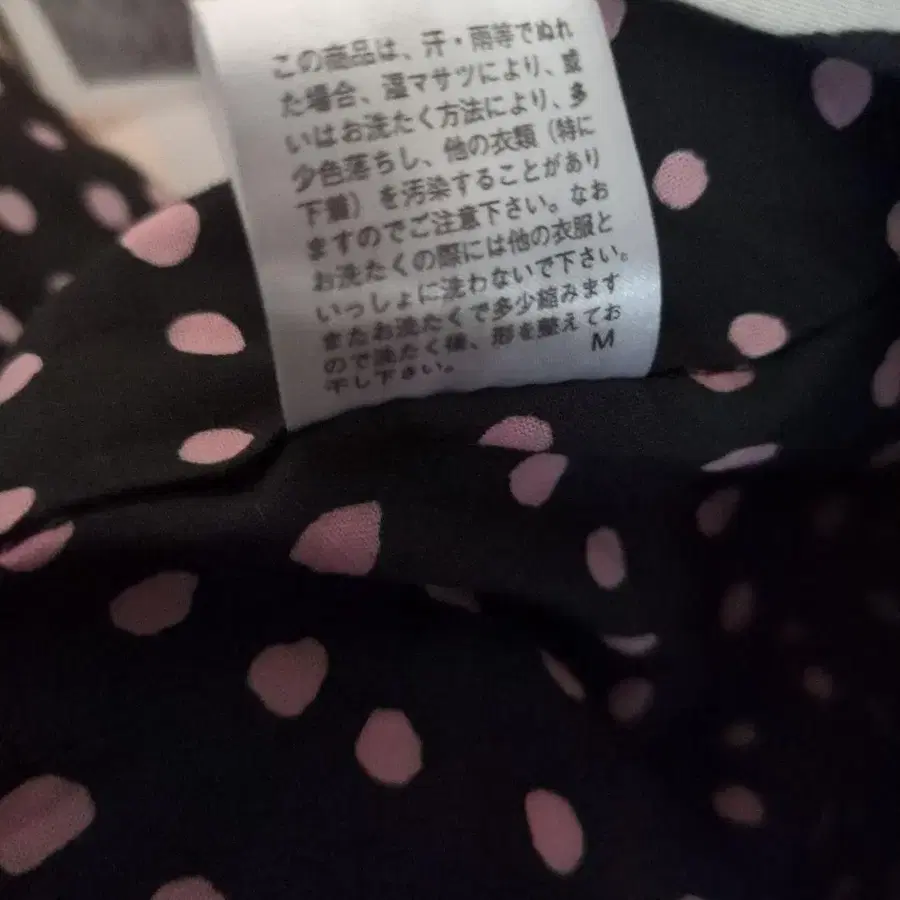 この商品は、汗・雨等でぬれ
た場合、湿マサツにより、或
いはお洗たく方法により、多
少色落ちし、他の衣類（特に
下着）を汚染することがあり
ますのでご注意下さい。なお
お洗たくの際には他の衣服と
いっしょに洗わないで下さい。
またお洗たくで多少縮みます
ので洗たく後、形を整えてお
干し下さい。
M